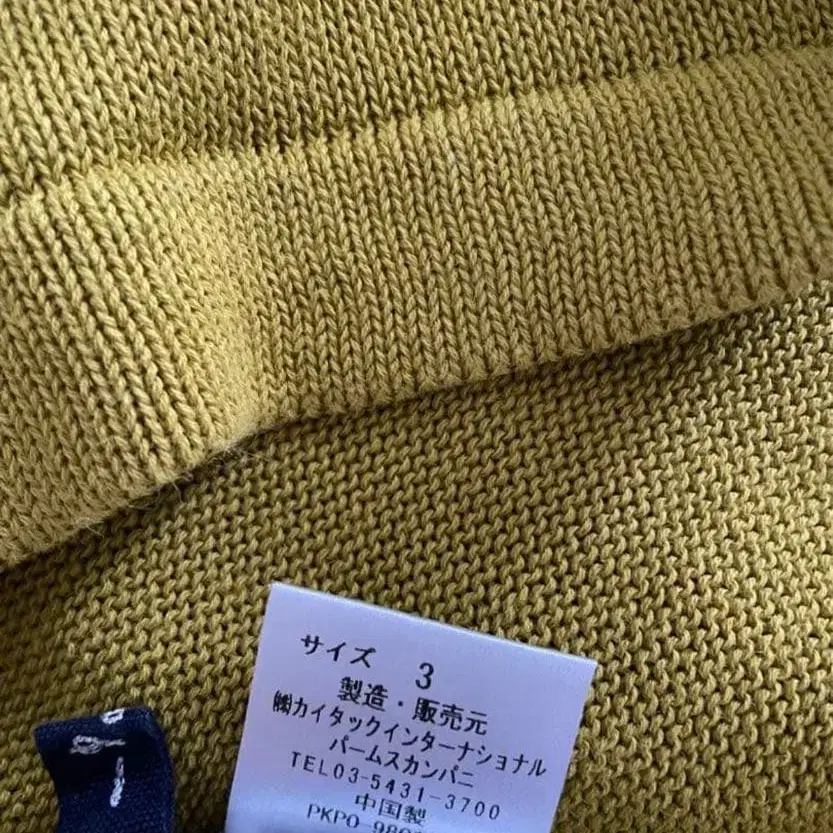 サイズ 3
製造・販売元
㈱カイタックインターナショナル
パームスカンパニ
TEL03-5431-3700
中国製